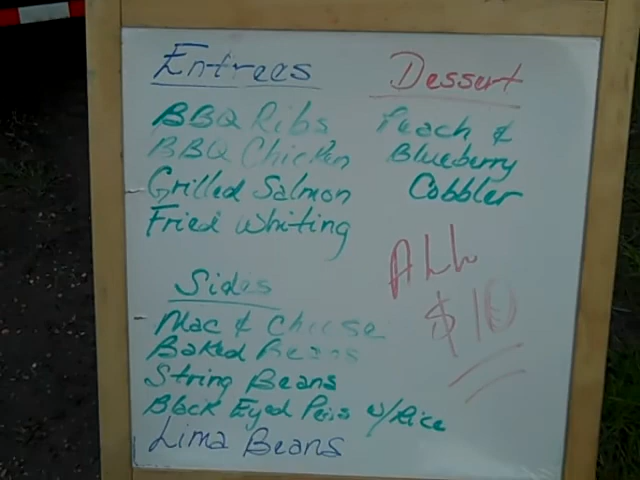 Entrees
BBQ Ribs
BBQ Chicken
Grilled Salmon
Fried Whiting
Sides
Mac & Cheese
Baked Beans
String Beans
Black Eyed Peas w/Rice
Lima Beans
Dessert
Peach &
Blueberry
Cobbler
ALL
$10